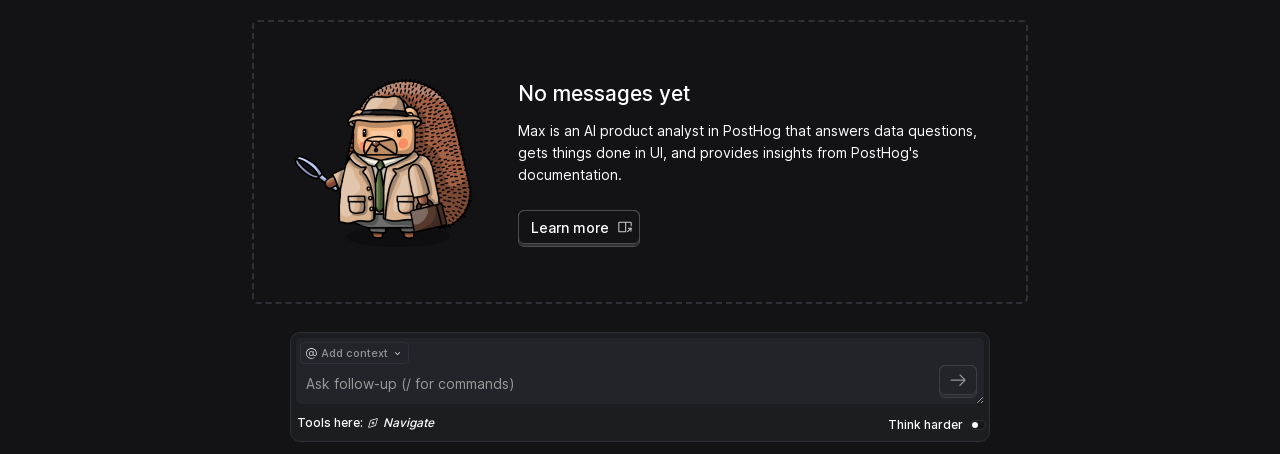 No messages yet
Max is an AI product analyst in PostHog that answers data questions,
gets things done in UI, and provides insights from PostHog's
documentation.
Learn more
@ Add context
Ask follow-up (/ for commands)
Tools here: Navigate
Think harder